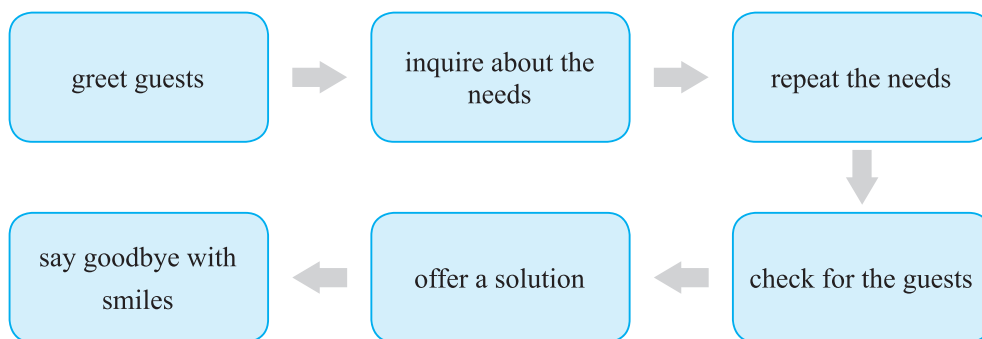 greet guests
inquire about the
needs
repeat the needs
check for the guests
offer a solution
say goodbye with
smiles